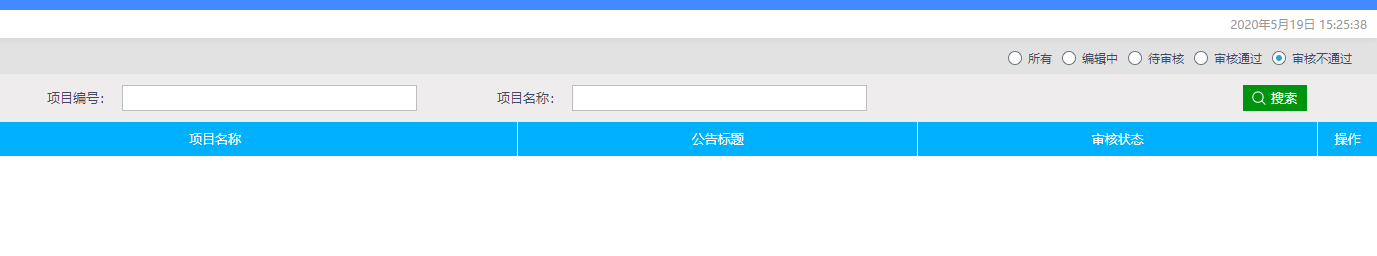 2020年5月19日 15:25:38
所有 编辑中 待审核 审核通过 审核不通过
项目编号： 项目名称： 搜索
项目名称 公告标题 审核状态 操作